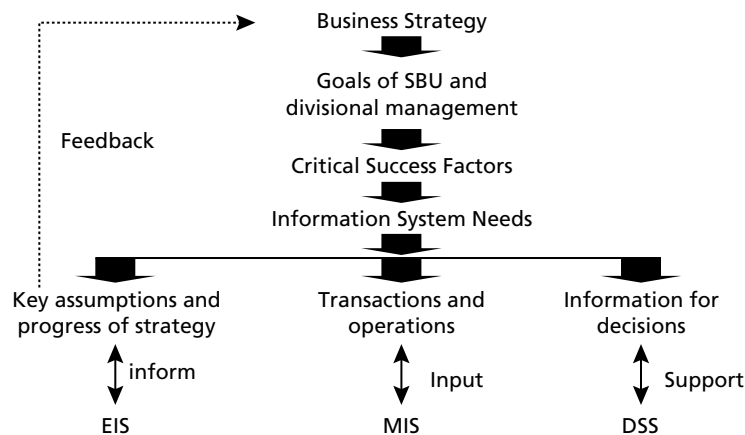 Business Strategy
Goals of SBU and
divisional management
Feedback
Critical Success Factors
Information System Needs
Key assumptions and
progress of strategy
Transactions and
operations
Information for
decisions
inform
Input
Support
EIS
MIS
DSS